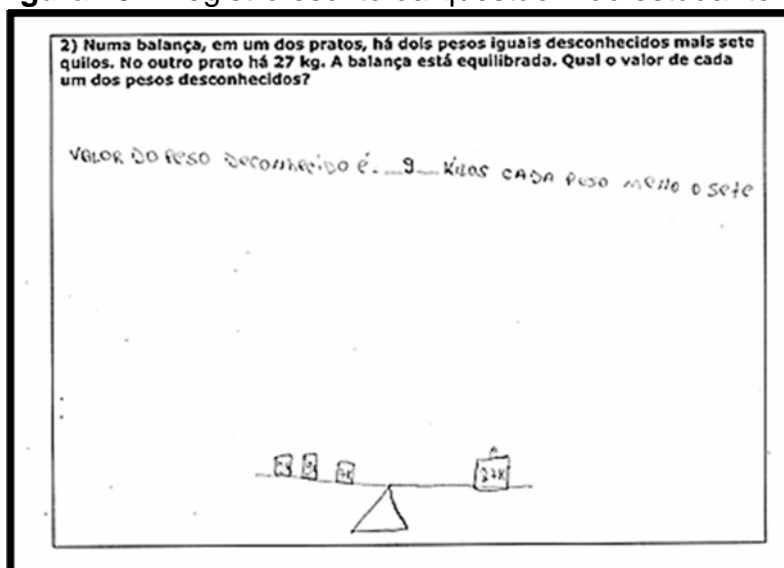 2) Numa balança, em um dos pratos, há dois pesos iguais desconhecidos mais sete
quilos. No outro prato há 27 kg. A balança está equilibrada. Qual o valor de cada
um dos pesos desconhecidos?
VALOR DO PESO DECONHECIDO é. 9 KILOS CADA PESO MENO O SETE
27K